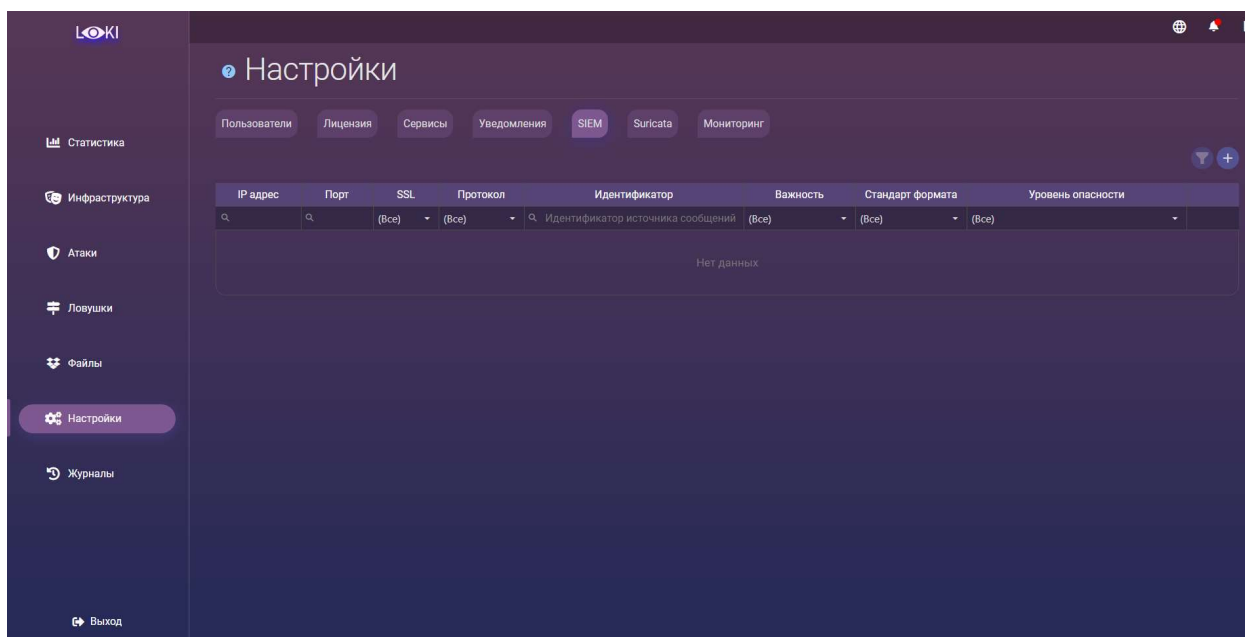 LOKI
Настройки
Пользователи Лицензия Сервисы Уведомления SIEM Suricata Мониторинг
Статистика
Инфраструктура
Атаки
Ловушки
Файлы
Настройки
Журналы
Выход
IP адрес Порт SSL Протокол Идентификатор Важность Стандарт формата Уровень опасности
(Все) (Все) Идентификатор источника сообщений (Все) (Все) (Все)
Нет данных